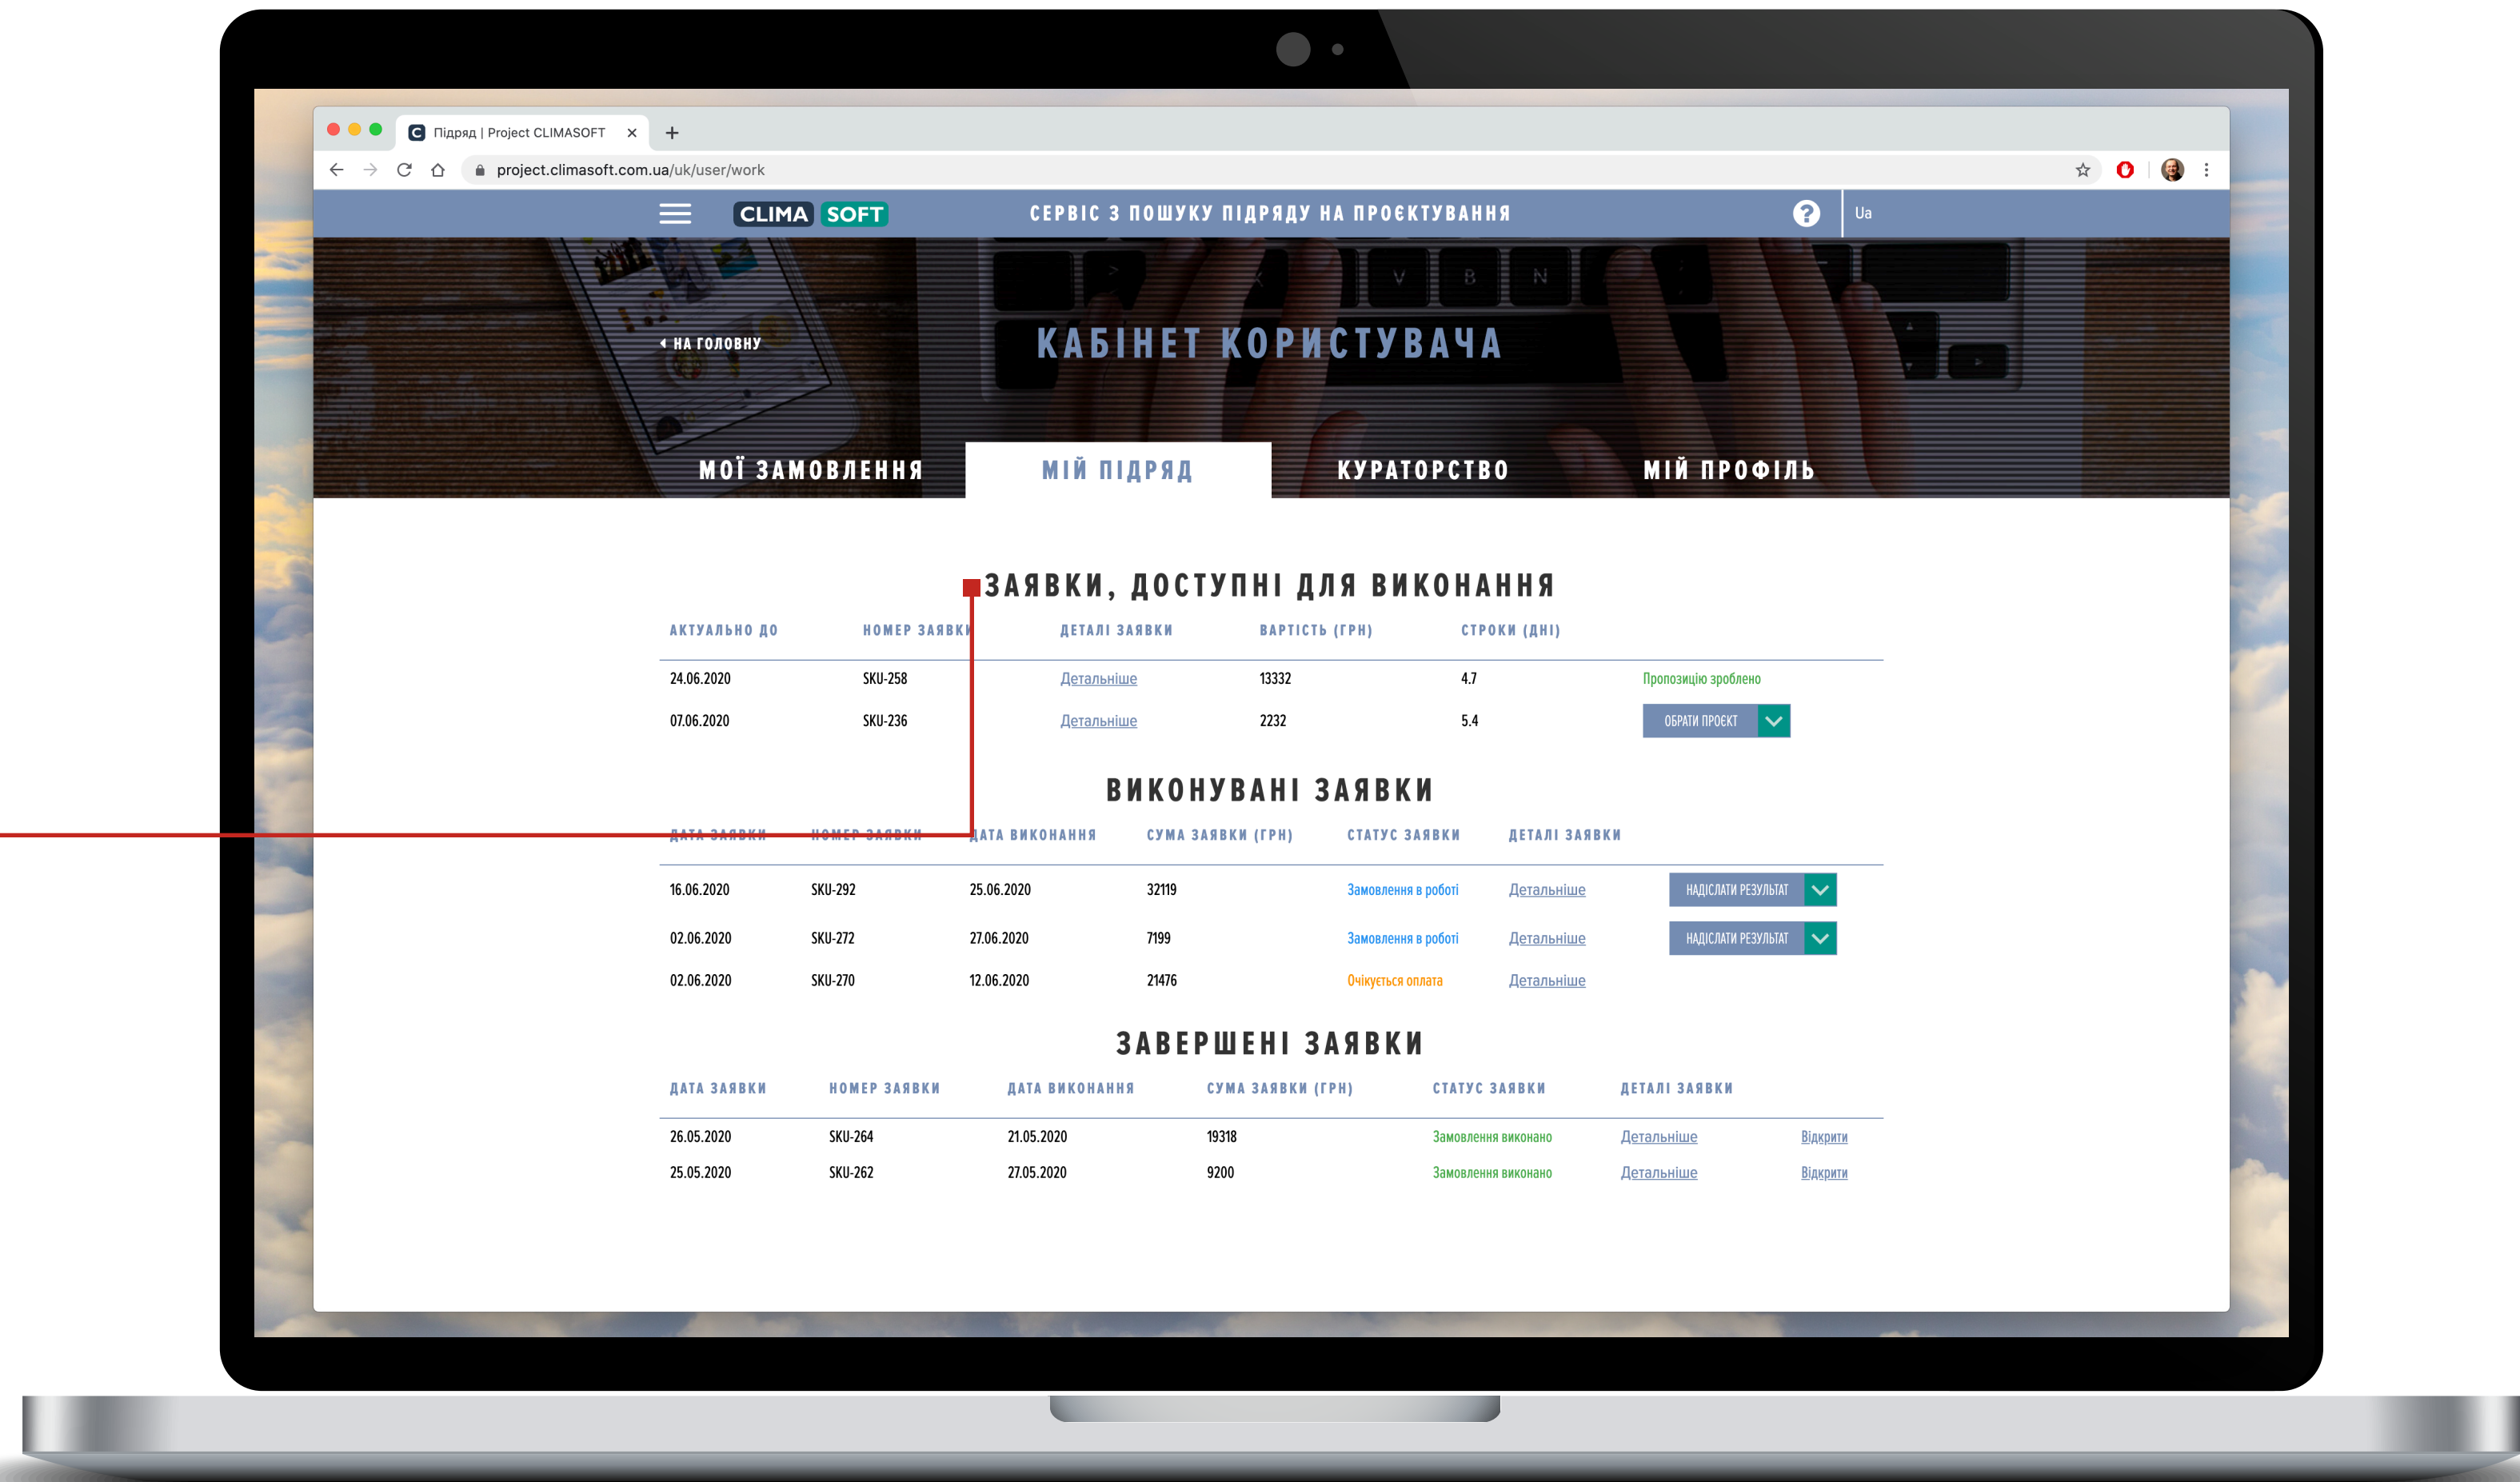 Підряд | Project CLIMASOFT
project.climasoft.com.ua/uk/user/work
CLIMA SOFT СЕРВІС З ПОШУКУ ПІДРЯДУ НА ПРОЄКТУВАННЯ ? Ua
НА ГОЛОВНУ КАБІНЕТ КОРИСТУВАЧА
МОЇ ЗАМОВЛЕННЯ МІЙ ПІДРЯД КУРАТОРСТВО МІЙ ПРОФІЛЬ
ЗАЯВКИ, ДОСТУПНІ ДЛЯ ВИКОНАННЯ
АКТУАЛЬНО ДО НОМЕР ЗАЯВКИ ДЕТАЛІ ЗАЯВКИ ВАРТІСТЬ (ГРН) СТРОКИ (ДНІ)
24.06.2020 SKU-258 Детальніше 13332 4.7 Пропозицію зроблено
07.06.2020 SKU-236 Детальніше 2232 5.4 ОБРАТИ ПРОЄКТ
ВИКОНУВАНІ ЗАЯВКИ
ДАТА ЗАЯВКИ НОМЕР ЗАЯВКИ ДАТА ВИКОНАННЯ СУМА ЗАЯВКИ (ГРН) СТАТУС ЗАЯВКИ ДЕТАЛІ ЗАЯВКИ
16.06.2020 SKU-292 25.06.2020 32119 Замовлення в роботі Детальніше НАДІСЛАТИ РЕЗУЛЬТАТ
02.06.2020 SKU-272 27.06.2020 7199 Замовлення в роботі Детальніше НАДІСЛАТИ РЕЗУЛЬТАТ
02.06.2020 SKU-270 12.06.2020 21476 Очікується оплата Детальніше
ЗАВЕРШЕНІ ЗАЯВКИ
ДАТА ЗАЯВКИ НОМЕР ЗАЯВКИ ДАТА ВИКОНАННЯ СУМА ЗАЯВКИ (ГРН) СТАТУС ЗАЯВКИ ДЕТАЛІ ЗАЯВКИ
26.05.2020 SKU-264 21.05.2020 19318 Замовлення виконано Детальніше Відкрити
25.05.2020 SKU-262 27.05.2020 9200 Замовлення виконано Детальніше Відкрити